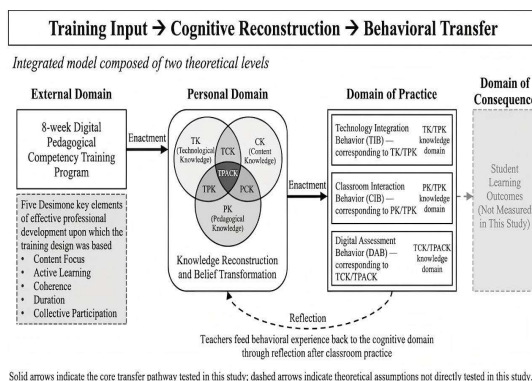 Training Input → Cognitive Reconstruction → Behavioral Transfer
Integrated model composed of two theoretical levels
External Domain
8-week Digital
Pedagogical
Competency Training
Program
Five Desimone key elements
of effective professional
development upon which the
training design was based
• Content Focus
• Active Learning
• Coherence
• Duration
• Collective Participation
Enactment
Personal Domain
TK
(Technological
Knowledge)
TCK
CK
(Content
Knowledge)
TPACK
TPK
PCK
PK
(Pedagogical
Knowledge)
Knowledge Reconstruction
and Belief Transformation
Enactment
Domain of Practice
Technology Integration
Behavior (TIB) —
corresponding to TK/TPK
TK/TPK
knowledge
domain
Classroom Interaction
Behavior (CIB) —
corresponding to PK/TPK
PK/TPK
knowledge
domain
Digital Assessment
Behavior (DAB) —
corresponding to
TCK/TPACK
TCK/TPACK
knowledge
domain
Domain of
Consequence
Student
Learning
Outcomes
(Not Measured
in This Study)
Reflection
Teachers feed behavioral experience back to the cognitive domain
through reflection after classroom practice
Solid arrows indicate the core transfer pathway tested in this study; dashed arrows indicate theoretical assumptions not directly tested in this study.